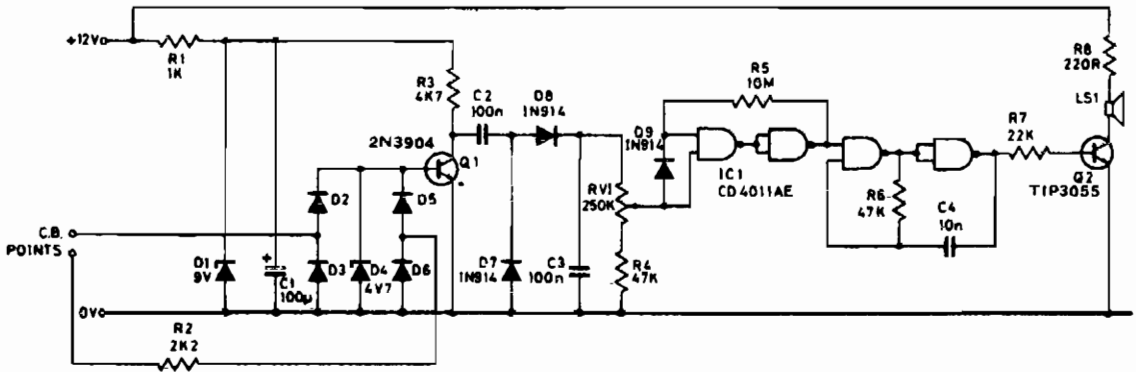 +12V
R1
1K
R3
4K7
C2
100n
D8
1N914
R5
10M
R8
220R
LS1
2N3904
Q1
D9
1N914
IC1
CD4011AE
R7
22K
Q2
TIP3055
D2
D5
RV1
250K
R6
47K
C4
10n
C.B.
POINTS
D1
9V
+
C1
100µ
D3
D4
4V7
D6
D7
1N914
C3
100n
R4
47K
0V
R2
2K2